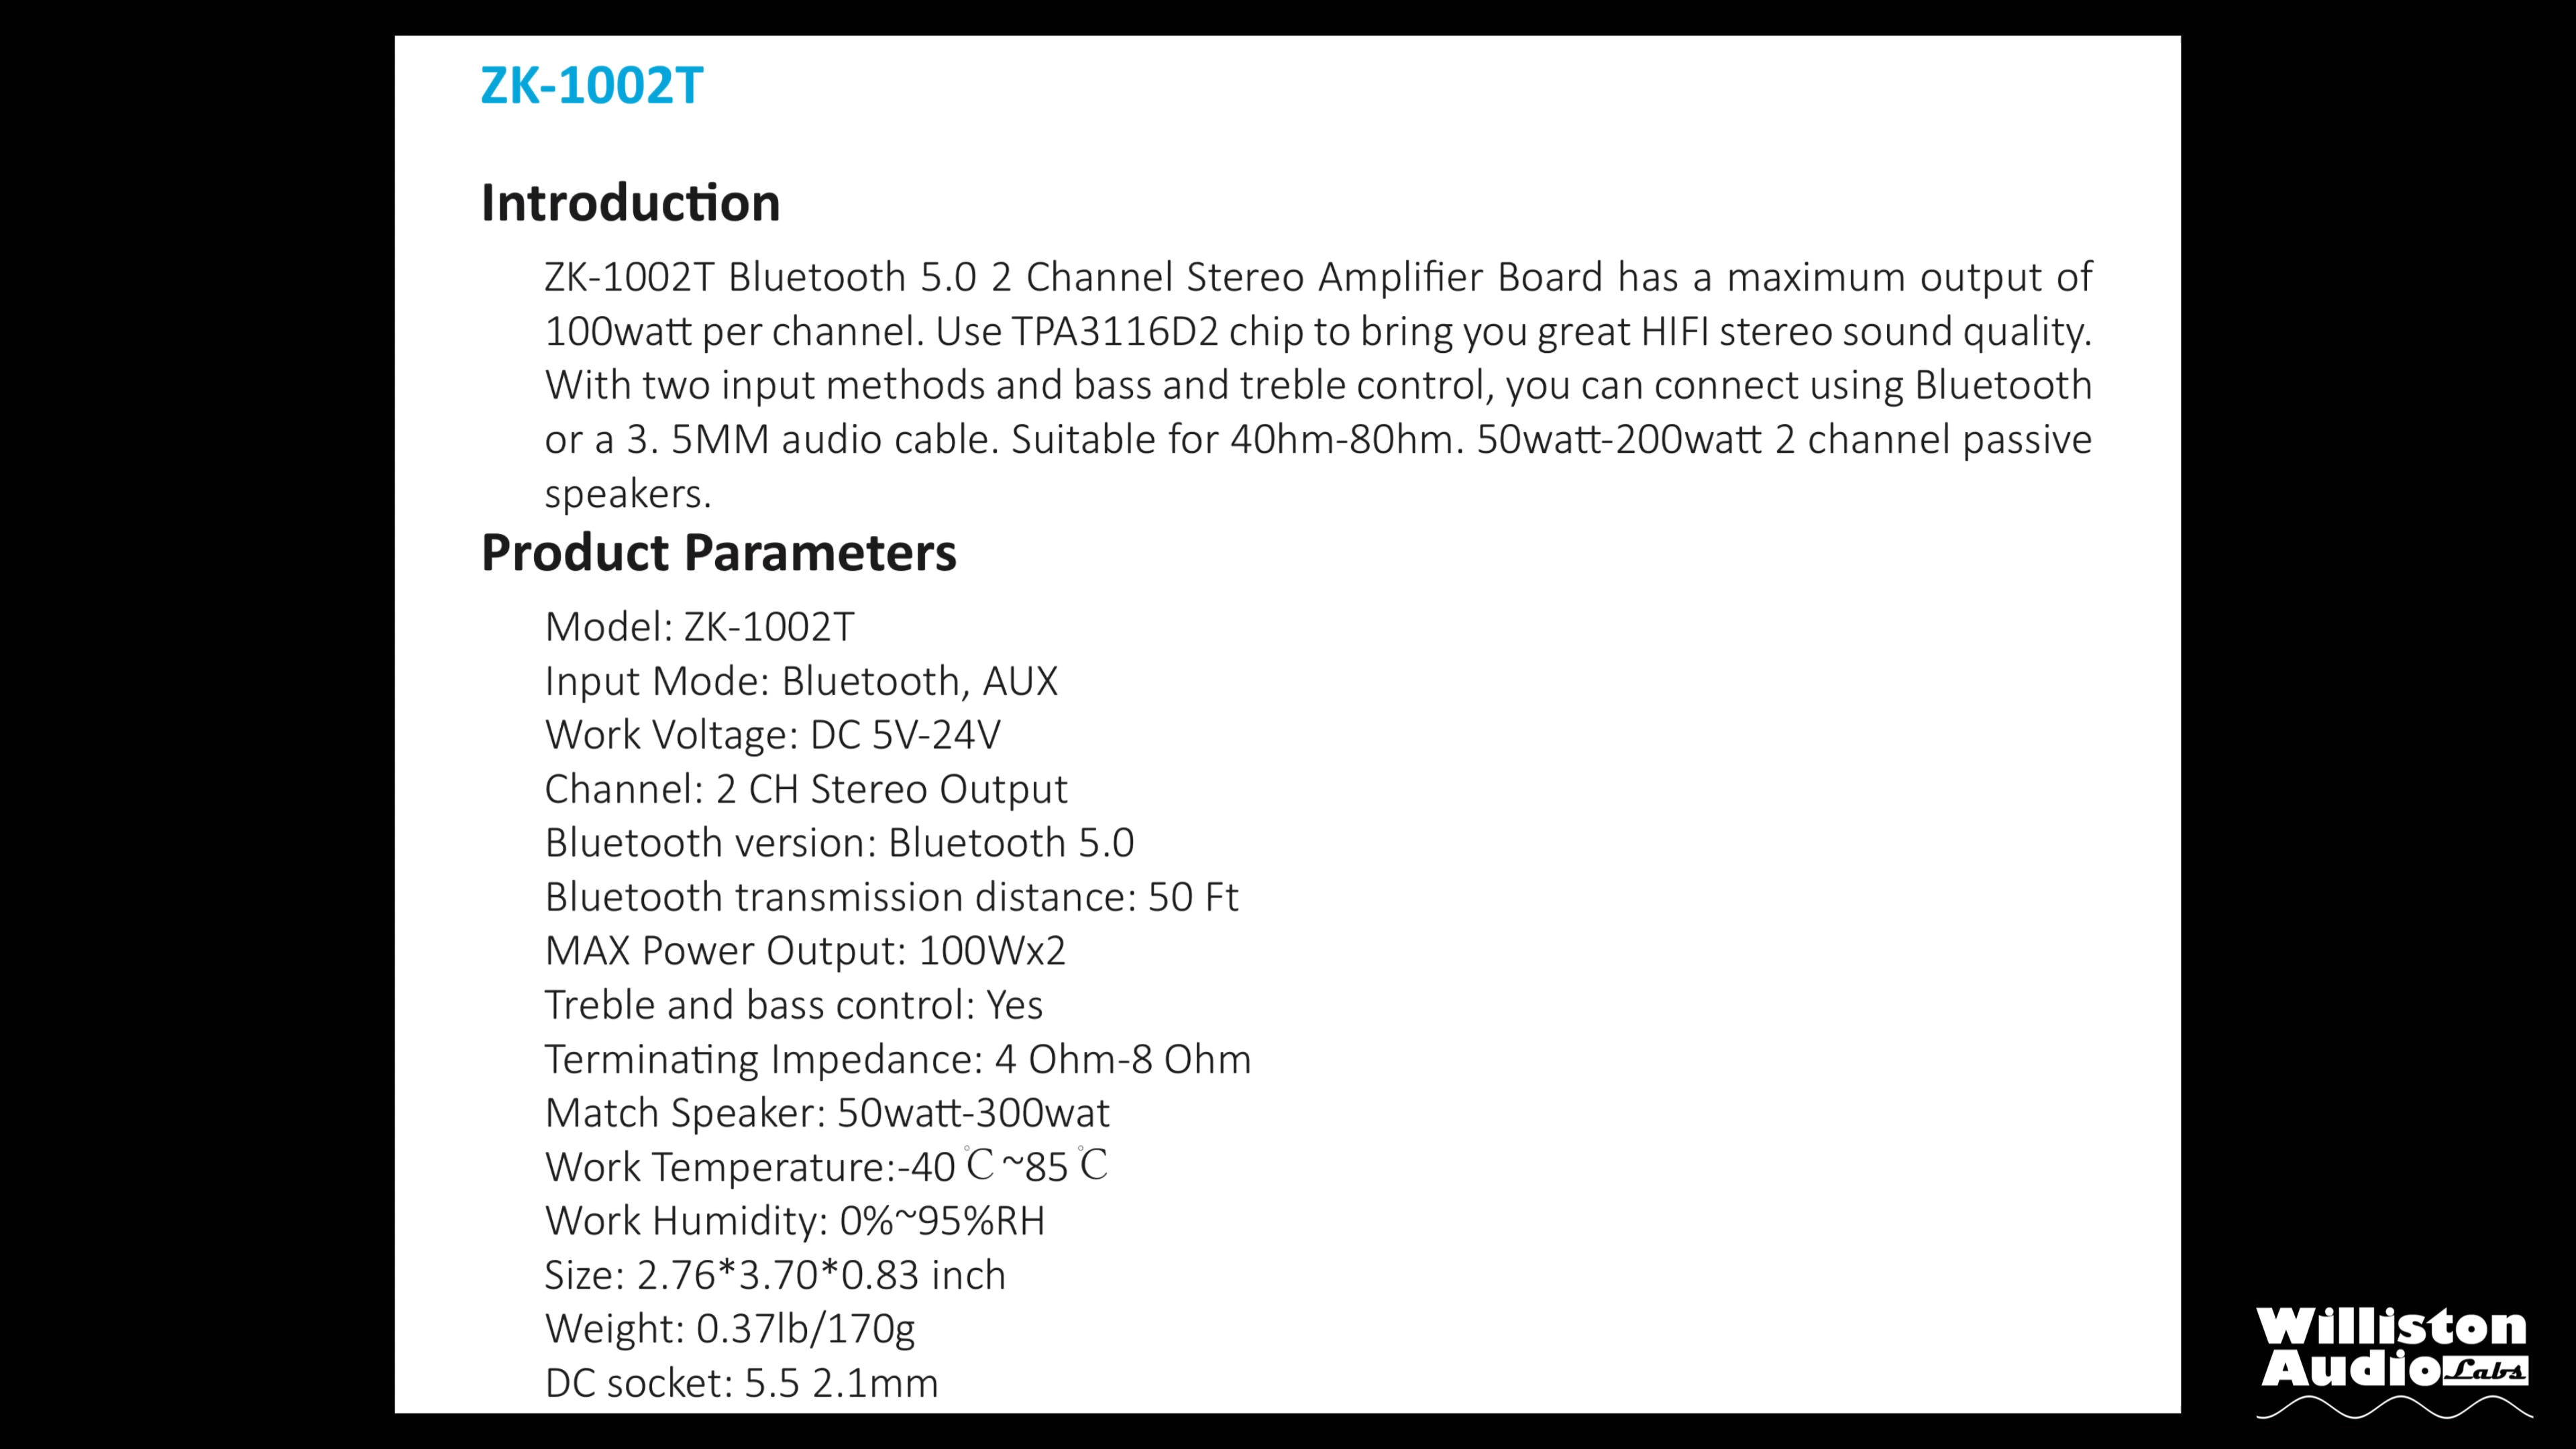 ZK-1002T
Introduction
ZK-1002T Bluetooth 5.0 2 Channel Stereo Amplifier Board has a maximum output of
100watt per channel. Use TPA3116D2 chip to bring you great HIFI stereo sound quality.
With two input methods and bass and treble control, you can connect using Bluetooth
or a 3. 5MM audio cable. Suitable for 40hm-80hm. 50watt-200watt 2 channel passive
speakers.
Product Parameters
Model: ZK-1002T
Input Mode: Bluetooth, AUX
Work Voltage: DC 5V-24V
Channel: 2 CH Stereo Output
Bluetooth version: Bluetooth 5.0
Bluetooth transmission distance: 50 Ft
MAX Power Output: 100Wx2
Treble and bass control: Yes
Terminating Impedance: 4 Ohm-8 Ohm
Match Speaker: 50watt-300wat
Work Temperature:-40℃~85℃
Work Humidity: 0%~95%RH
Size: 2.76*3.70*0.83 inch
Weight: 0.37lb/170g
DC socket: 5.5 2.1mm
Williston
Audio Labs